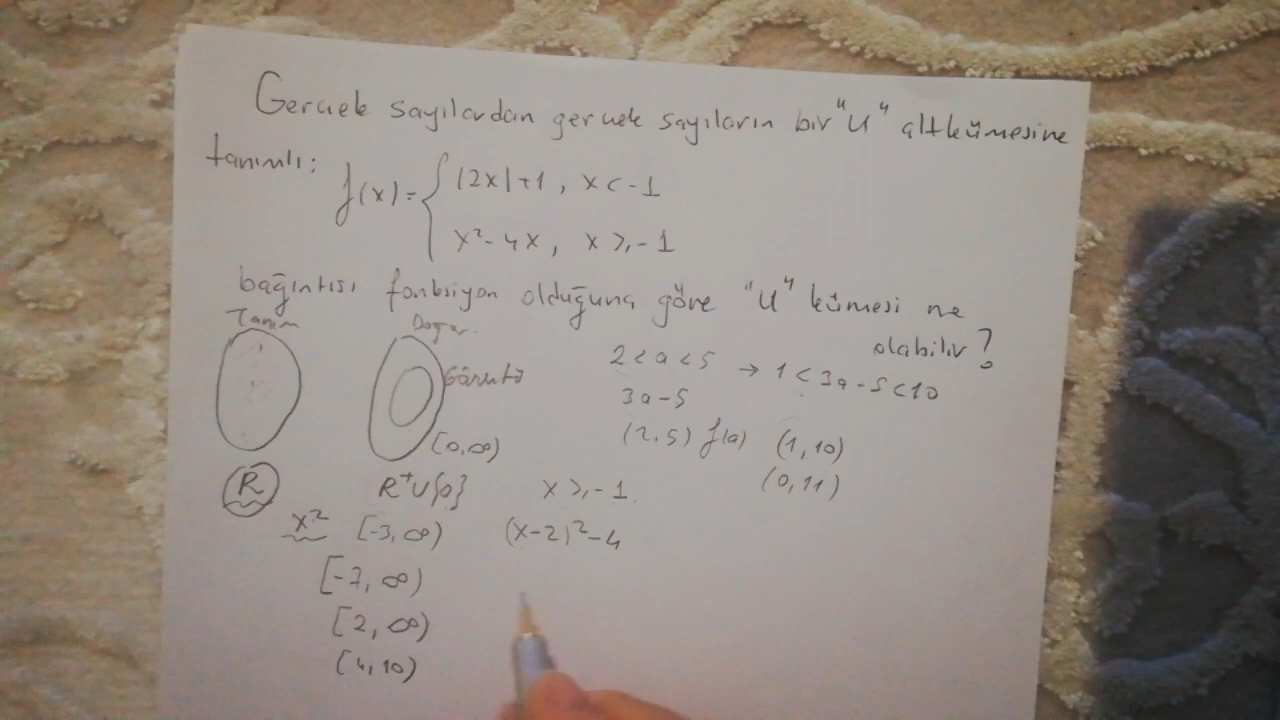 Gerçek sayılardan gerçek sayıların bir "U" altkümesine
tanımlı;
f(x)= { |2x|+1 , x < -1
x²-4x , x ≥ -1
bağıntısı fonksiyon olduğuna göre "U" kümesi ne
olabilir?
Tanım
Değer.
Görüntü
2<a<5 → 1<3a-5<10
3a-5
(2,5) f(a) (1,10)
[0,∞)
(0,11)
R
R⁺∪{0}
x ≥ -1
x² [-3,∞)
(x-2)²-4
[-7,∞)
[2,∞)
(4,10)